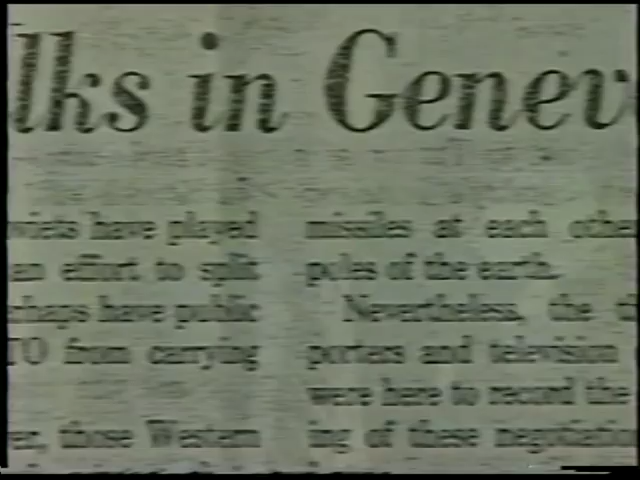 lks in Genev
viets have played
an effort to split
rhaps have public
TO from carrying
er, those Western
missiles at each other
poles of the earth.
Nevertheless, the t
porters and television
were here to record the
ing of these negotiation